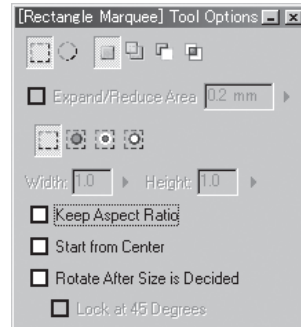 [Rectangle Marquee] Tool Options
Expand/Reduce Area 0.2 mm
Width: 1.0 Height: 1.0
Keep Aspect Ratio
Start from Center
Rotate After Size is Decided
Lock at 45 Degrees